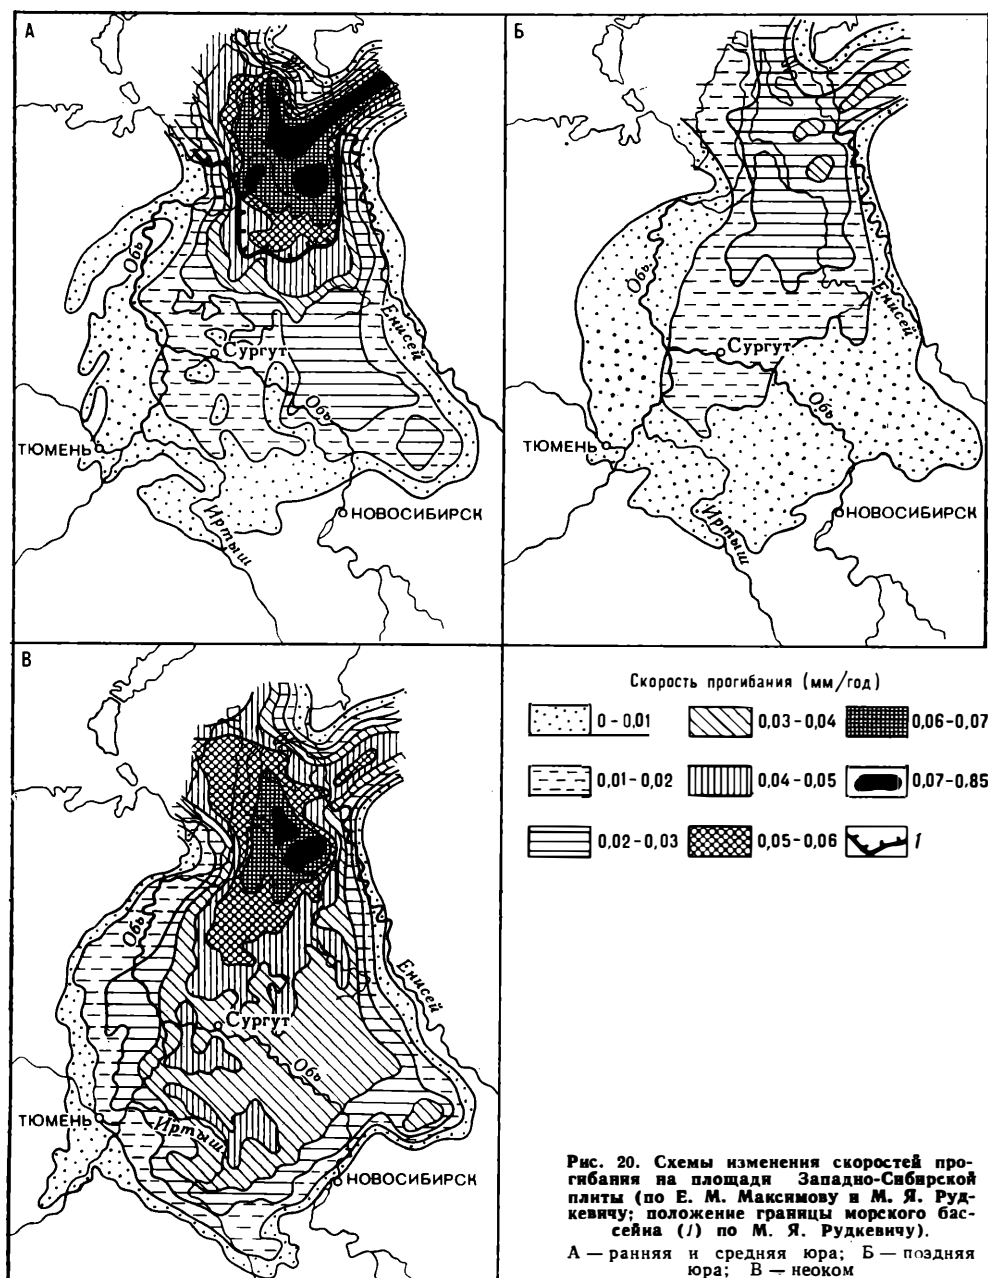 А
Обь
Енисей
Сургут
Обь
ТЮМЕНЬ
Иртыш
НОВОСИБИРСК
Б
Обь
Енисей
Сургут
Обь
ТЮМЕНЬ
Иртыш
НОВОСИБИРСК
В
Обь
Енисей
Сургут
Обь
ТЮМЕНЬ
Иртыш
НОВОСИБИРСК
Скорость прогибания (мм/год)
0-0,01
0,03-0,04
0,06-0,07
0,01-0,02
0,04-0,05
0,07-0,85
0,02-0,03
0,05-0,06
1
Рис. 20. Схемы изменения скоростей про-
гибания на площади Западно-Сибирской
плиты (по Е. М. Максимову и М. Я. Руд-
кевичу; положение границы морского бас-
сейна (1) по М. Я. Рудкевичу).
А — ранняя и средняя юра; Б — поздняя
юра; В — неоком